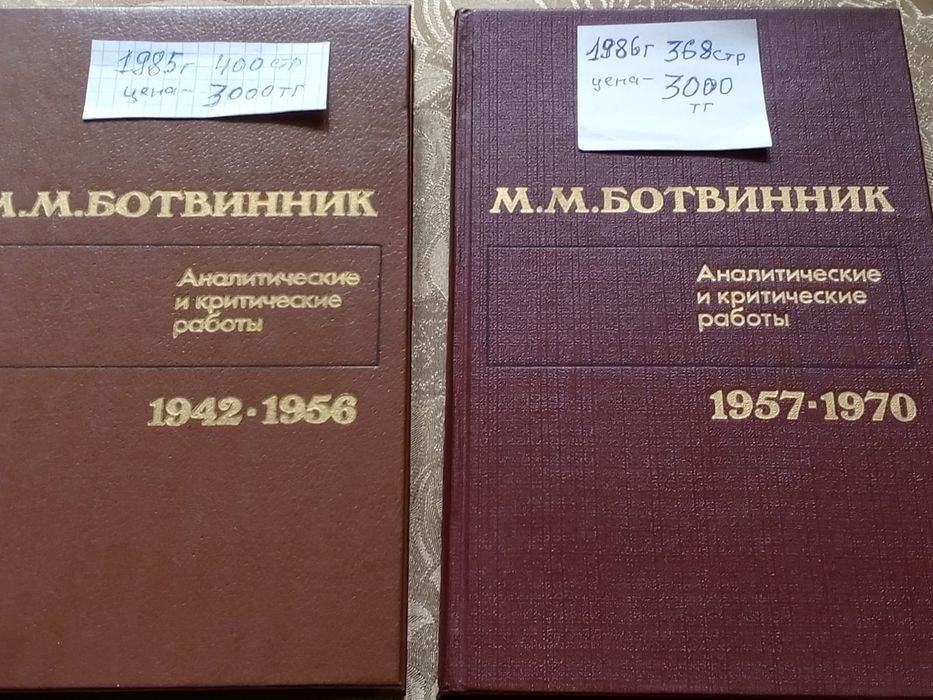 1985г 400стр
цена- 3000тг
М.М.БОТВИННИК
Аналитические
и критические
работы
1942·1956
1986г 368стр
цена- 3000
тг
М.М.БОТВИННИК
Аналитические
и критические
работы
1957·1970